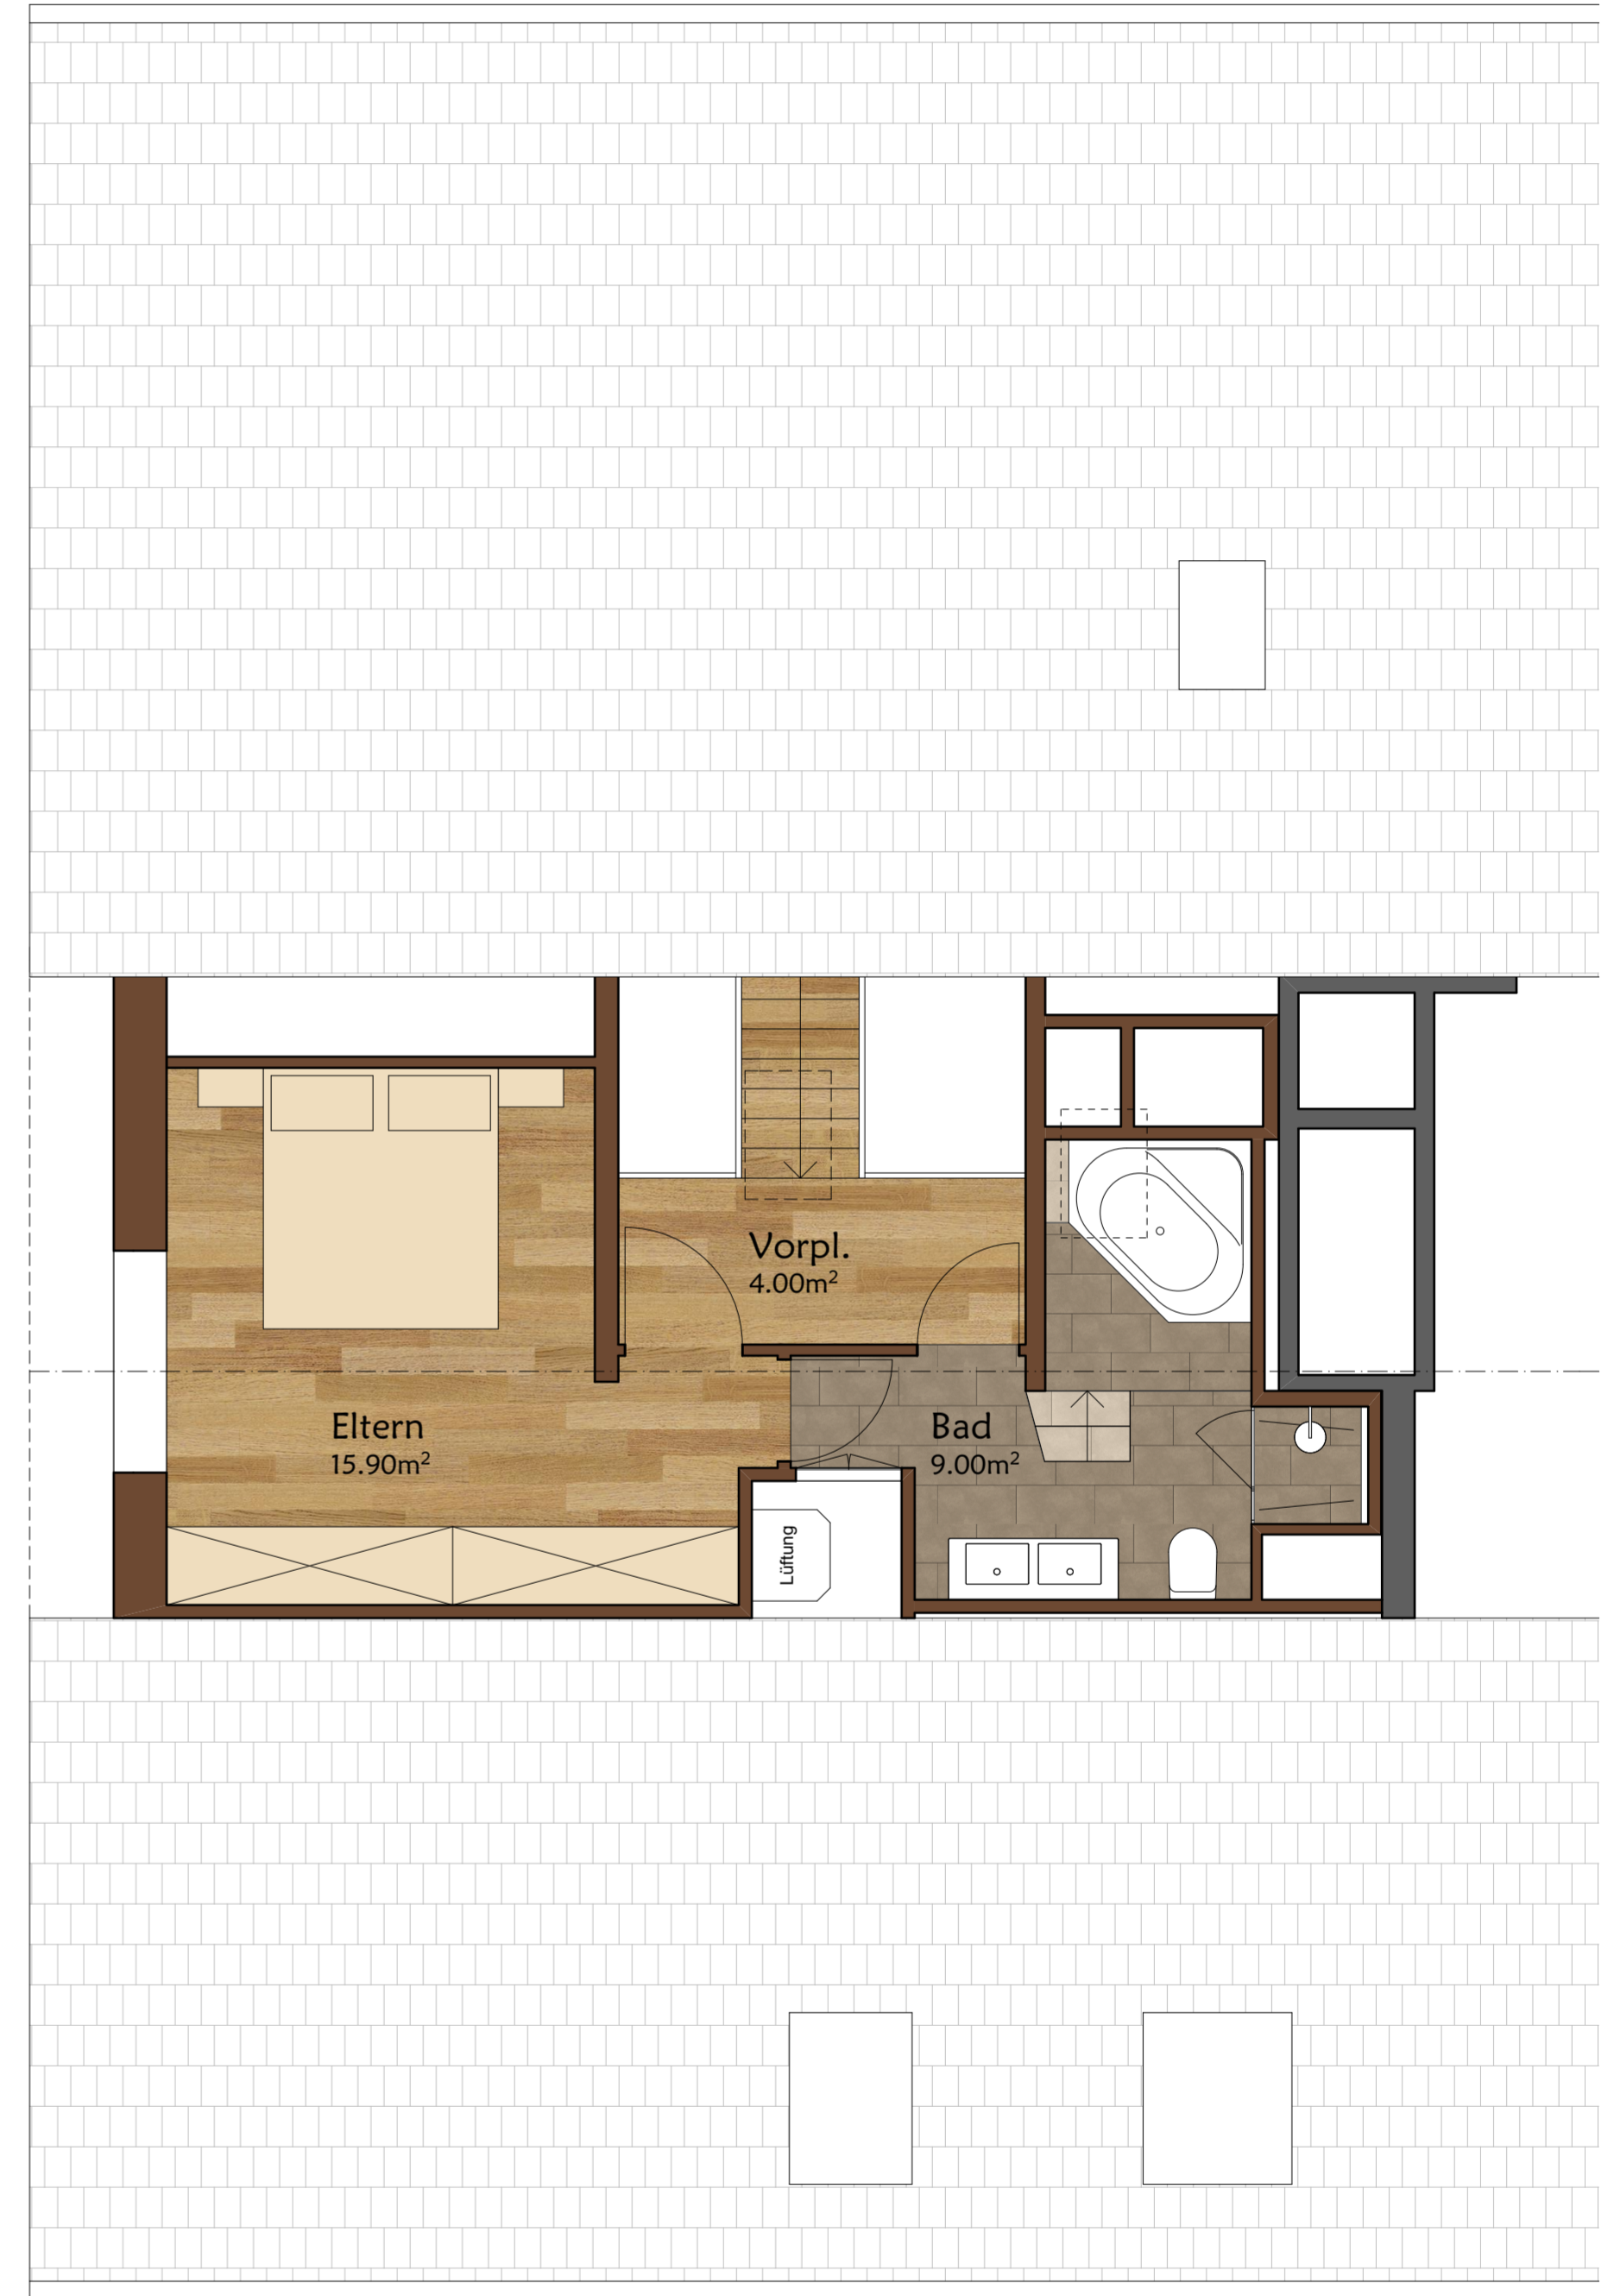 Vorpl.
4.00m²
Eltern
15.90m²
Bad
9.00m²
Lüftung